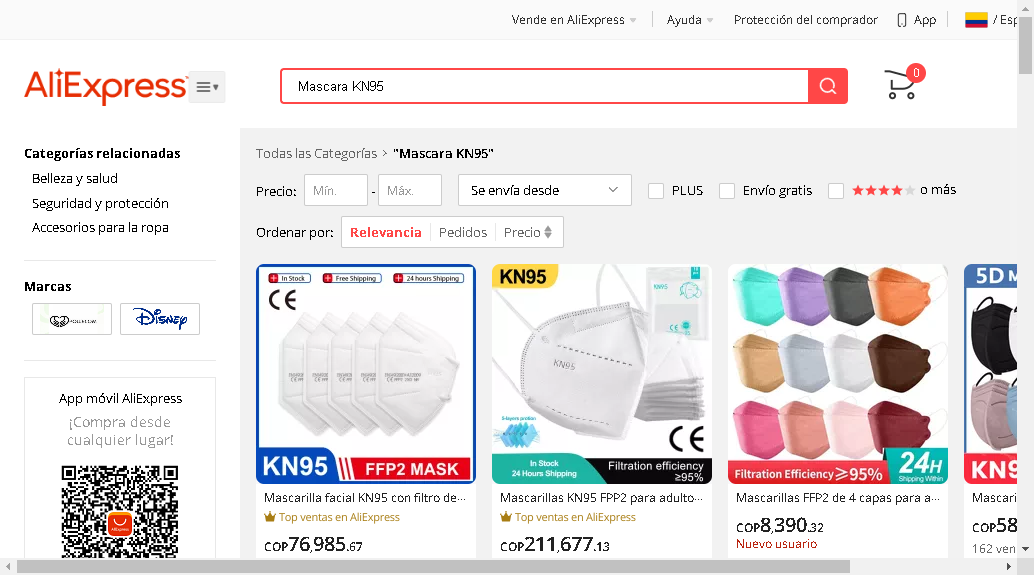 Vende en AliExpress
Ayuda
Protección del comprador
App
/ Esp
AliExpress
Mascara KN95
0
Categorías relacionadas
Belleza y salud
Seguridad y protección
Accesorios para la ropa
Marcas
Disney
App móvil AliExpress
¡Compra desde
cualquier lugar!
AliExpress
Todas las Categorías > "Mascara KN95"
Precio: Mín. - Máx. Se envía desde PLUS Envío gratis o más
Ordenar por: Relevancia Pedidos Precio
In Stock Free Shipping 24 hours Shipping
CE
KN95 FFP2 MASK
Mascarilla facial KN95 con filtro de...
Top ventas en AliExpress
COP76,985.67
KN95
KN95
KN95
CE
In Stock
24 Hours Shipping
Filtration efficiency
≥95%
Mascarillas KN95 FPP2 para adulto...
Top ventas en AliExpress
COP211,677.13
Filtration Efficiency≥95%
24H
Shipping Within
Mascarillas FFP2 de 4 capas para a...
COP8,390.32
Nuevo usuario
5D M
KN9
Mascari
COP58
162 ven